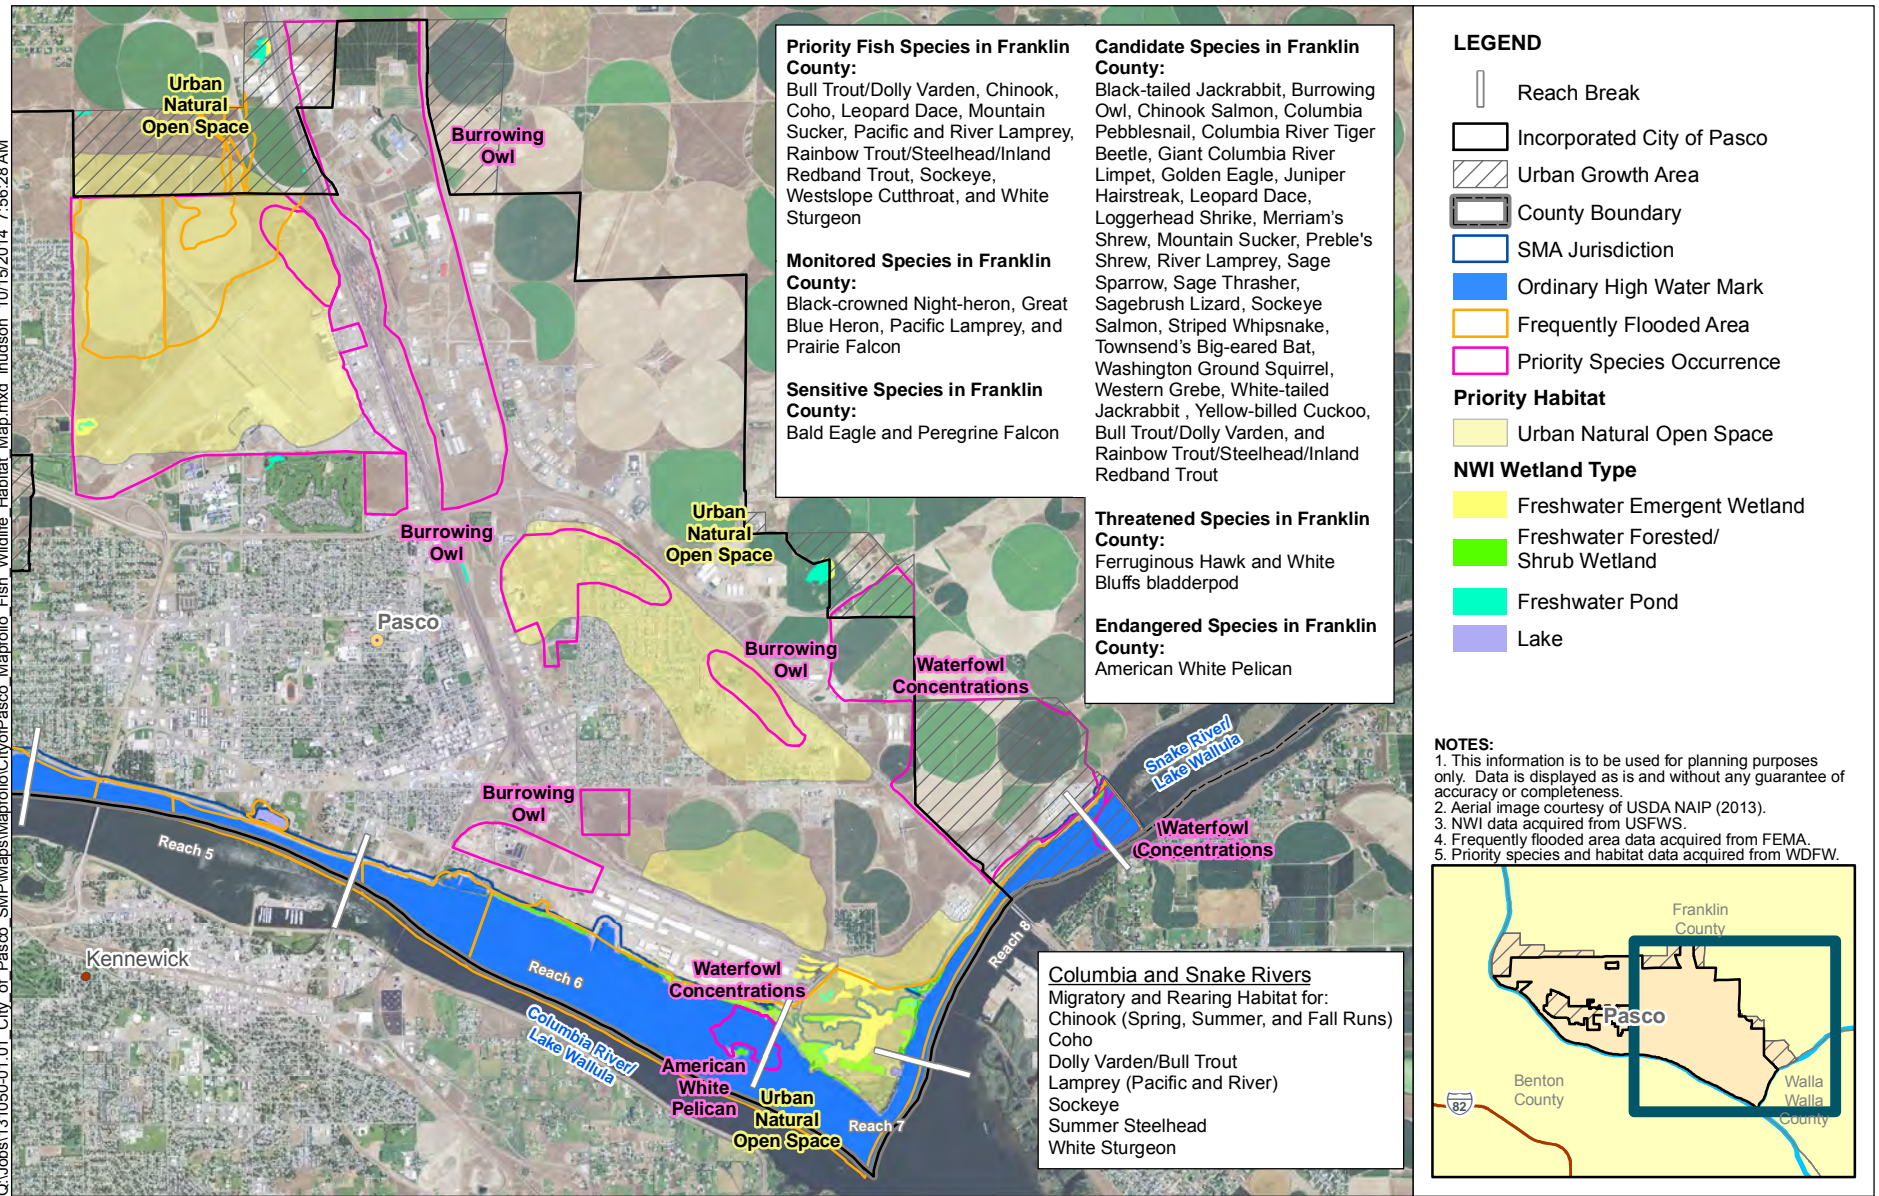 Q:\Jobs\131050-01.01_City_of_Pasco_SMP\Maps\Mapfolio\CityofPasco_Mapfolio_Fish_Wildlife_Habitat_Map.mxd lhudson 10/15/2014 7:56:28 AM
Urban
Natural
Open Space
Burrowing
Owl
Burrowing
Owl
Pasco
Urban
Natural
Open Space
Burrowing
Owl
Waterfowl
Concentrations
Burrowing
Owl
Snake River/
Lake Wallula
Waterfowl
Concentrations
Reach 5
Kennewick
Reach 6
Columbia River/
Lake Wallula
Waterfowl
Concentrations
American
White
Pelican
Urban
Natural
Open Space
Reach 7
Reach 8
Priority Fish Species in Franklin
County:
Bull Trout/Dolly Varden, Chinook,
Coho, Leopard Dace, Mountain
Sucker, Pacific and River Lamprey,
Rainbow Trout/Steelhead/Inland
Redband Trout, Sockeye,
Westslope Cutthroat, and White
Sturgeon
Monitored Species in Franklin
County:
Black-crowned Night-heron, Great
Blue Heron, Pacific Lamprey, and
Prairie Falcon
Sensitive Species in Franklin
County:
Bald Eagle and Peregrine Falcon
Candidate Species in Franklin
County:
Black-tailed Jackrabbit, Burrowing
Owl, Chinook Salmon, Columbia
Pebblesnail, Columbia River Tiger
Beetle, Giant Columbia River
Limpet, Golden Eagle, Juniper
Hairstreak, Leopard Dace,
Loggerhead Shrike, Merriam's
Shrew, Mountain Sucker, Preble's
Shrew, River Lamprey, Sage
Sparrow, Sage Thrasher,
Sagebrush Lizard, Sockeye
Salmon, Striped Whipsnake,
Townsend's Big-eared Bat,
Washington Ground Squirrel,
Western Grebe, White-tailed
Jackrabbit , Yellow-billed Cuckoo,
Bull Trout/Dolly Varden, and
Rainbow Trout/Steelhead/Inland
Redband Trout
Threatened Species in Franklin
County:
Ferruginous Hawk and White
Bluffs bladderpod
Endangered Species in Franklin
County:
American White Pelican
Columbia and Snake Rivers
Migratory and Rearing Habitat for:
Chinook (Spring, Summer, and Fall Runs)
Coho
Dolly Varden/Bull Trout
Lamprey (Pacific and River)
Sockeye
Summer Steelhead
White Sturgeon
LEGEND
Reach Break
Incorporated City of Pasco
Urban Growth Area
County Boundary
SMA Jurisdiction
Ordinary High Water Mark
Frequently Flooded Area
Priority Species Occurrence
Priority Habitat
Urban Natural Open Space
NWI Wetland Type
Freshwater Emergent Wetland
Freshwater Forested/
Shrub Wetland
Freshwater Pond
Lake
NOTES:
1. This information is to be used for planning purposes
only. Data is displayed as is and without any guarantee of
accuracy or completeness.
2. Aerial image courtesy of USDA NAIP (2013).
3. NWI data acquired from USFWS.
4. Frequently flooded area data acquired from FEMA.
5. Priority species and habitat data acquired from WDFW.
Franklin
County
Pasco
Benton
County
Walla
Walla
County
82